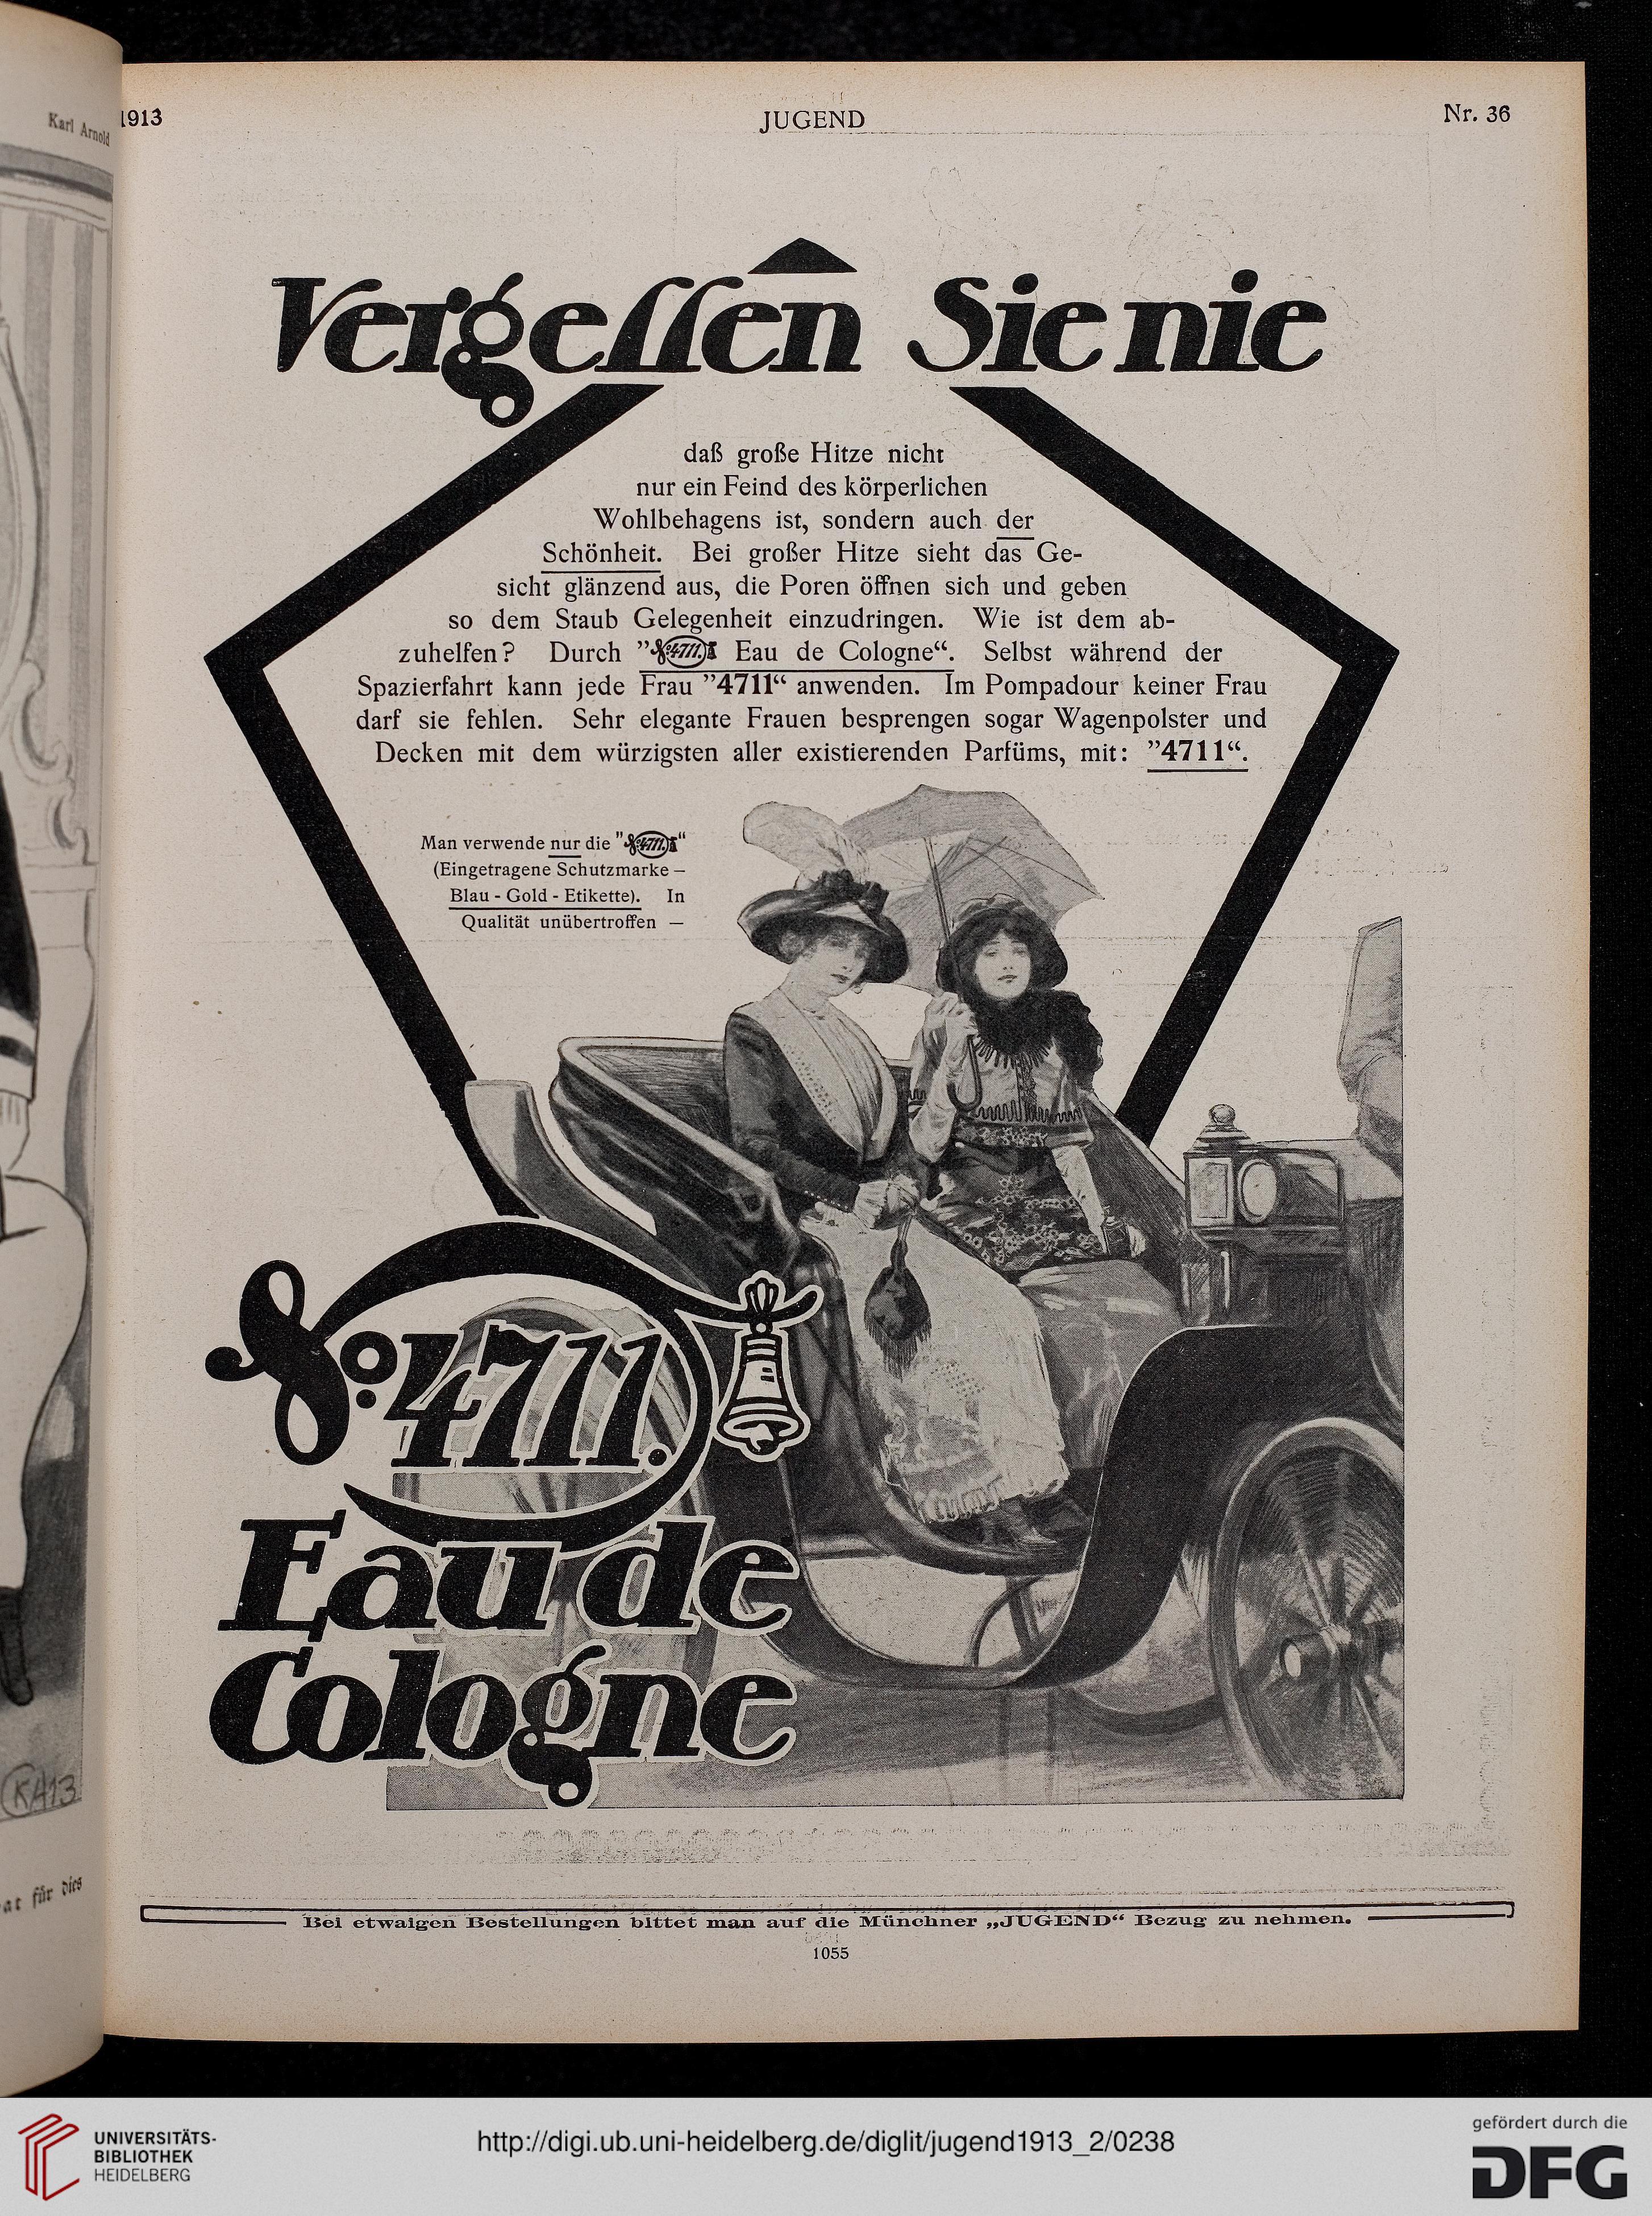 Karl Arnold
1913
JUGEND
Nr. 36
Vergessen Sie nie
daß große Hitze nicht
nur ein Feind des körperlichen
Wohlbehagens ist, sondern auch der
Schönheit. Bei großer Hitze sieht das Ge-
sicht glänzend aus, die Poren öffnen sich und geben
so dem Staub Gelegenheit einzudringen. Wie ist dem ab-
zuhelfen? Durch "No 4711. Eau de Cologne“. Selbst während der
Spazierfahrt kann jede Frau "4711“ anwenden. Im Pompadour keiner Frau
darf sie fehlen. Sehr elegante Frauen besprengen sogar Wagenpolster und
Decken mit dem würzigsten aller existierenden Parfüms, mit: "4711“.
Man verwende nur die "No 4711.“
(Eingetragene Schutzmarke –
Blau - Gold - Etikette). In
Qualität unübertroffen —
No 4711.
Eau de
Cologne
KA13
für dies
Bei etwaigen Bestellungen bittet man auf die Münchner „JUGEND“ Bezug zu nehmen.
1055
UNIVERSITÄTS-
BIBLIOTHEK
HEIDELBERG
http://digi.ub.uni-heidelberg.de/diglit/jugend1913_2/0238
gefördert durch die
DFG